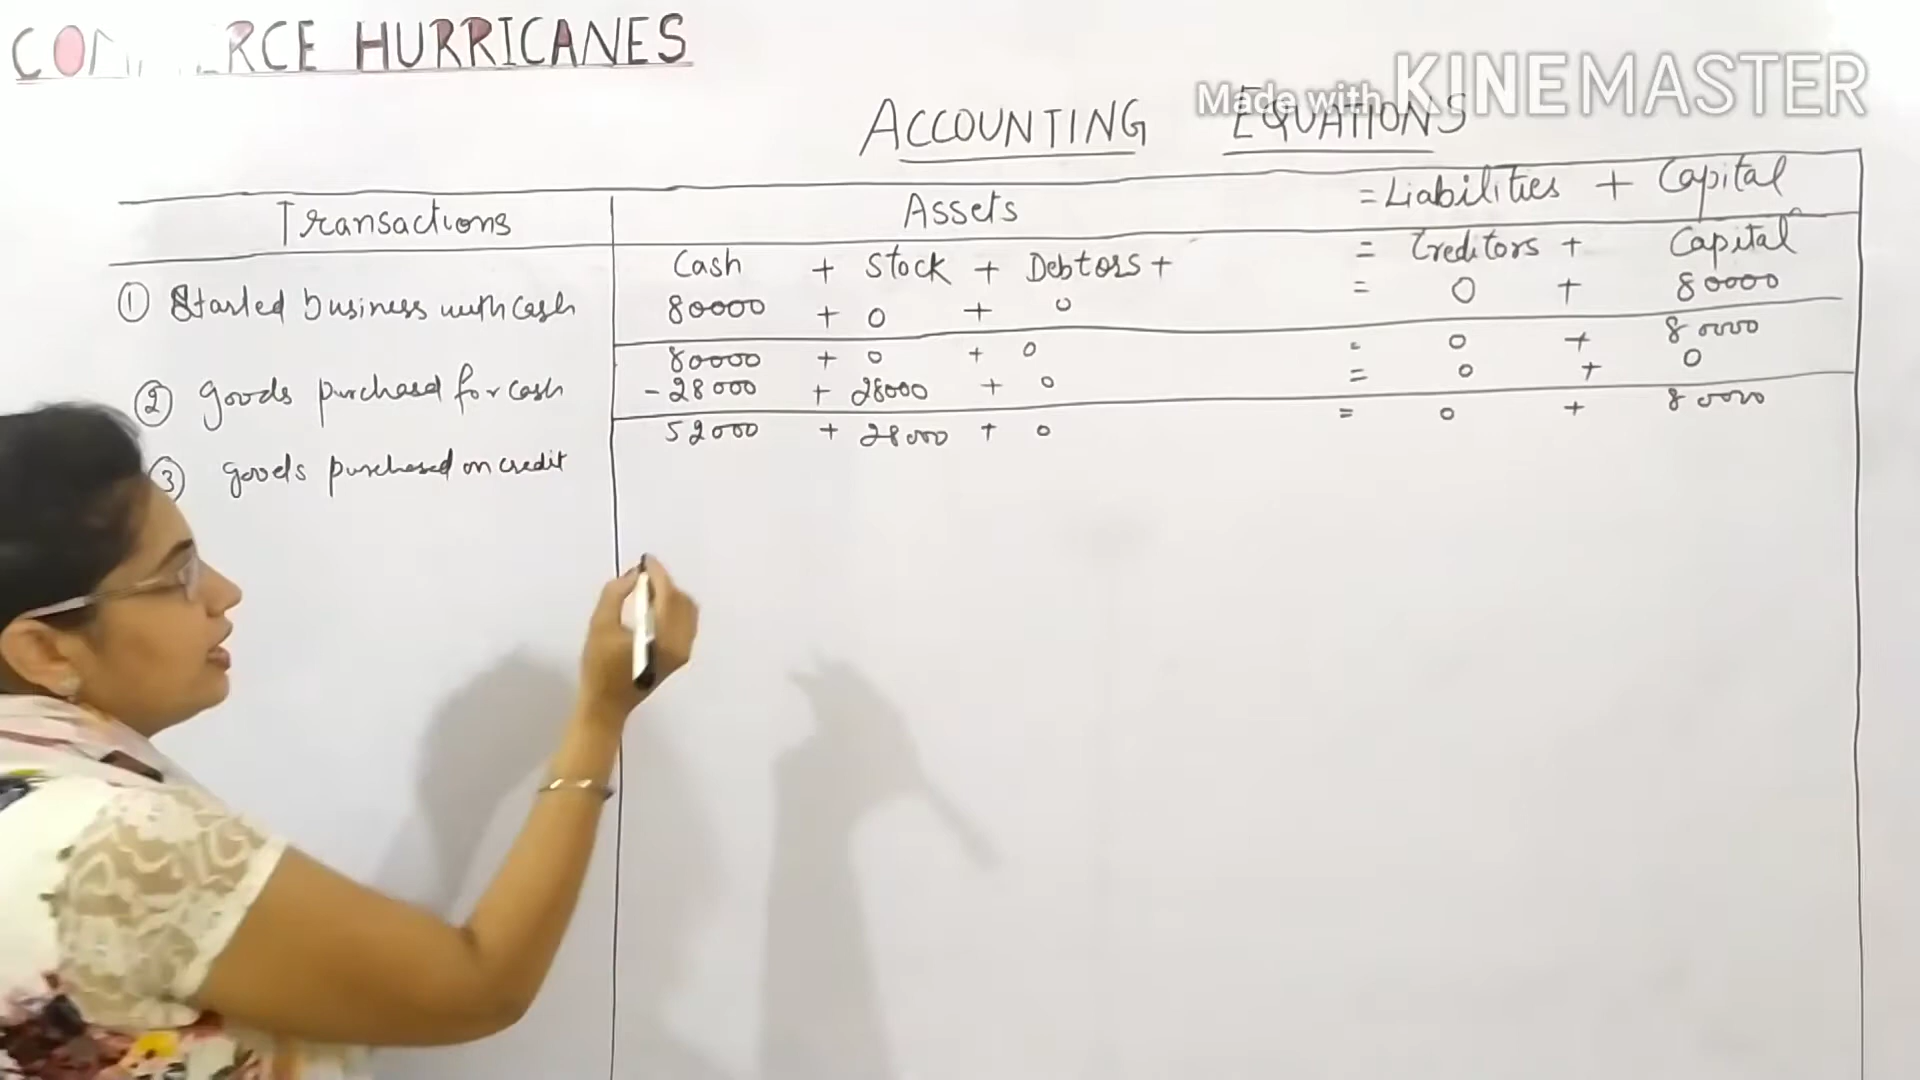 RCE HURRICANES
Made with KINEMASTER
ACCOUNTING EQUATIONS
Transactions Assets = Liabilities + Capital
Cash + Stock + Debtors + = Creditors + Capital
① Started business with cash 80000 + 0 + 0 = 0 + 80000
80000 + 0 + 0 = 0 + 80000
② goods purchased for cash - 28000 + 28000 + 0 = 0 + 0
52000 + 28000 + 0 = 0 + 80000
③ goods purchased on credit